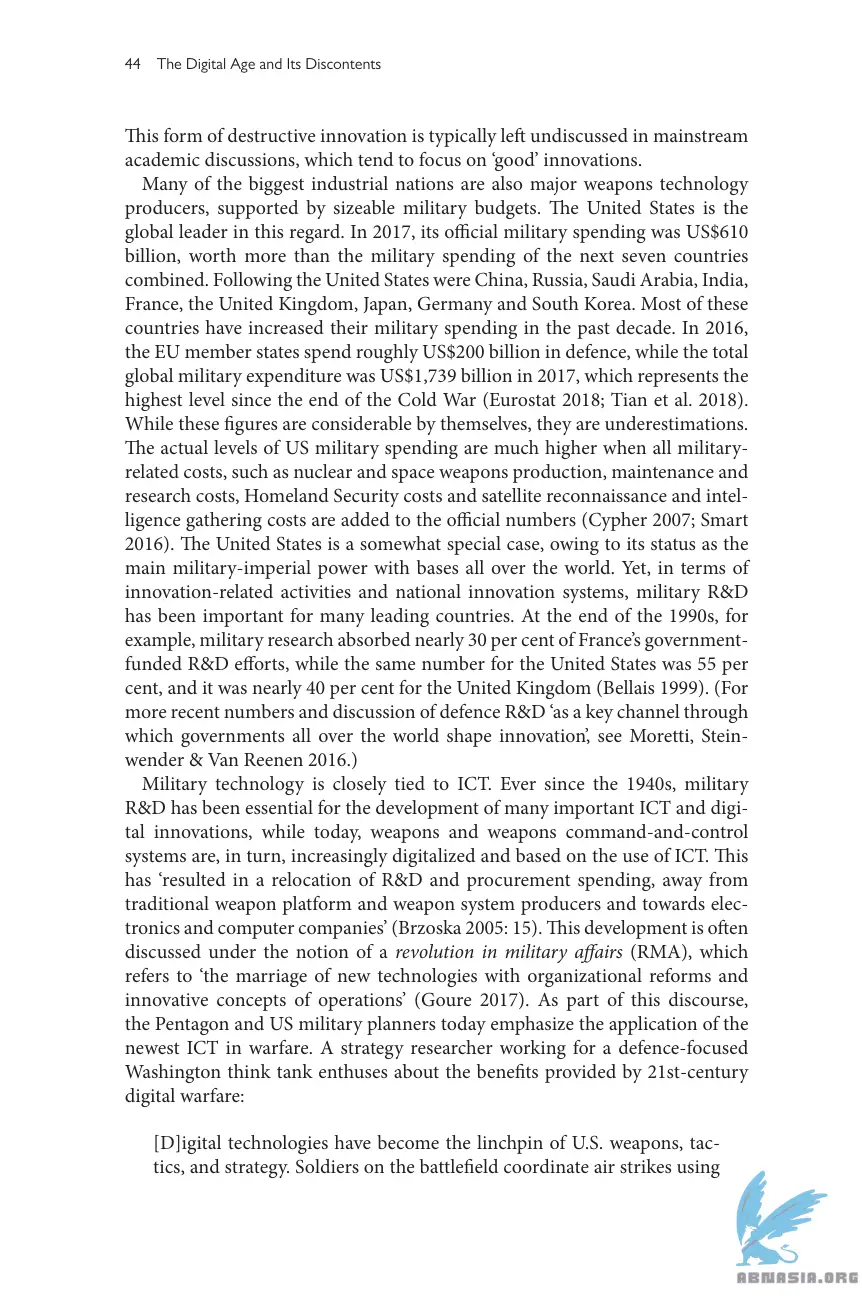 44 The Digital Age and Its Discontents
This form of destructive innovation is typically left undiscussed in mainstream
academic discussions, which tend to focus on ‘good’ innovations.
Many of the biggest industrial nations are also major weapons technology
producers, supported by sizeable military budgets. The United States is the
global leader in this regard. In 2017, its official military spending was US$610
billion, worth more than the military spending of the next seven countries
combined. Following the United States were China, Russia, Saudi Arabia, India,
France, the United Kingdom, Japan, Germany and South Korea. Most of these
countries have increased their military spending in the past decade. In 2016,
the EU member states spend roughly US$200 billion in defence, while the total
global military expenditure was US$1,739 billion in 2017, which represents the
highest level since the end of the Cold War (Eurostat 2018; Tian et al. 2018).
While these figures are considerable by themselves, they are underestimations.
The actual levels of US military spending are much higher when all military-
related costs, such as nuclear and space weapons production, maintenance and
research costs, Homeland Security costs and satellite reconnaissance and intel-
ligence gathering costs are added to the official numbers (Cypher 2007; Smart
2016). The United States is a somewhat special case, owing to its status as the
main military-imperial power with bases all over the world. Yet, in terms of
innovation-related activities and national innovation systems, military R&D
has been important for many leading countries. At the end of the 1990s, for
example, military research absorbed nearly 30 per cent of France’s government-
funded R&D efforts, while the same number for the United States was 55 per
cent, and it was nearly 40 per cent for the United Kingdom (Bellais 1999). (For
more recent numbers and discussion of defence R&D ‘as a key channel through
which governments all over the world shape innovation’, see Moretti, Stein-
wender & Van Reenen 2016.)
Military technology is closely tied to ICT. Ever since the 1940s, military
R&D has been essential for the development of many important ICT and digi-
tal innovations, while today, weapons and weapons command-and-control
systems are, in turn, increasingly digitalized and based on the use of ICT. This
has ‘resulted in a relocation of R&D and procurement spending, away from
traditional weapon platform and weapon system producers and towards elec-
tronics and computer companies’ (Brzoska 2005: 15). This development is often
discussed under the notion of a revolution in military affairs (RMA), which
refers to ‘the marriage of new technologies with organizational reforms and
innovative concepts of operations’ (Goure 2017). As part of this discourse,
the Pentagon and US military planners today emphasize the application of the
newest ICT in warfare. A strategy researcher working for a defence-focused
Washington think tank enthuses about the benefits provided by 21st-century
digital warfare:
[D]igital technologies have become the linchpin of U.S. weapons, tac-
tics, and strategy. Soldiers on the battlefield coordinate air strikes using
ABNASIA.ORG